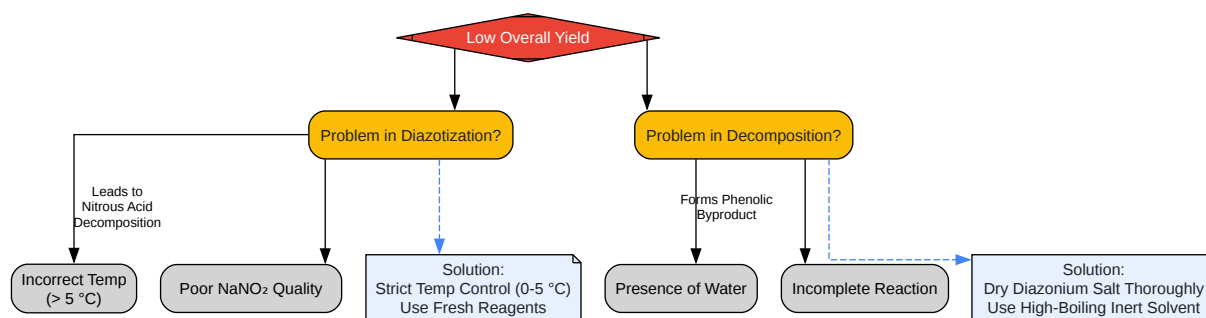 Low Overall Yield
Problem in Diazotization?
Problem in Decomposition?
Leads to
Nitrous Acid
Decomposition
Forms Phenolic
Byproduct
Incorrect Temp
(> 5 °C)
Poor NaNO₂ Quality
Solution:
Strict Temp Control (0-5 °C)
Use Fresh Reagents
Presence of Water
Incomplete Reaction
Solution:
Dry Diazonium Salt Thoroughly
Use High-Boiling Inert Solvent